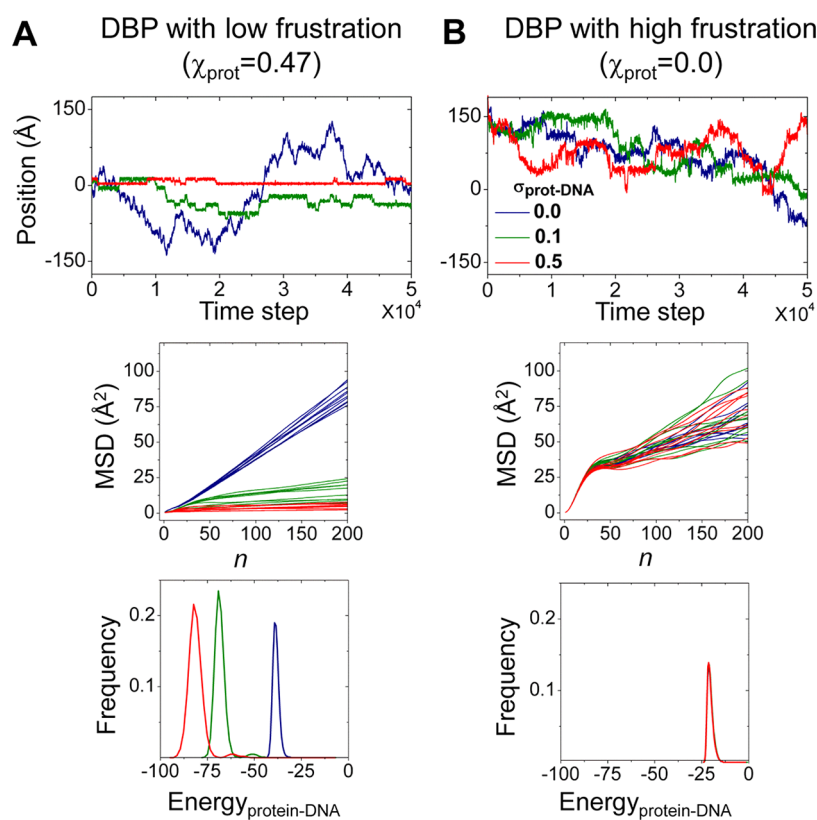 A
DBP with low frustration
(χprot=0.47)
Position (Å)
150
0
-150
0 1 2 3 4 5
Time step
X10⁴
MSD (Å²)
100
75
50
25
0
0 50 100 150 200
n
Frequency
0.2
0.1
-100 -75 -50 -25 0
Energyprotein-DNA
B
DBP with high frustration
(χprot=0.0)
150
0
-150
σprot-DNA
0.0
0.1
0.5
0 1 2 3 4 5
Time step
X10⁴
MSD (Å²)
100
75
50
25
0
0 50 100 150 200
n
Frequency
0.2
0.1
-100 -75 -50 -25 0
Energyprotein-DNA